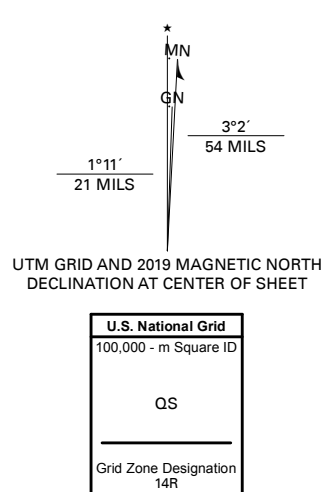 ★
MN
GN
3°2´
54 MILS
1°11´
21 MILS
UTM GRID AND 2019 MAGNETIC NORTH
DECLINATION AT CENTER OF SHEET
U.S. National Grid
100,000 - m Square ID
QS
Grid Zone Designation
14R